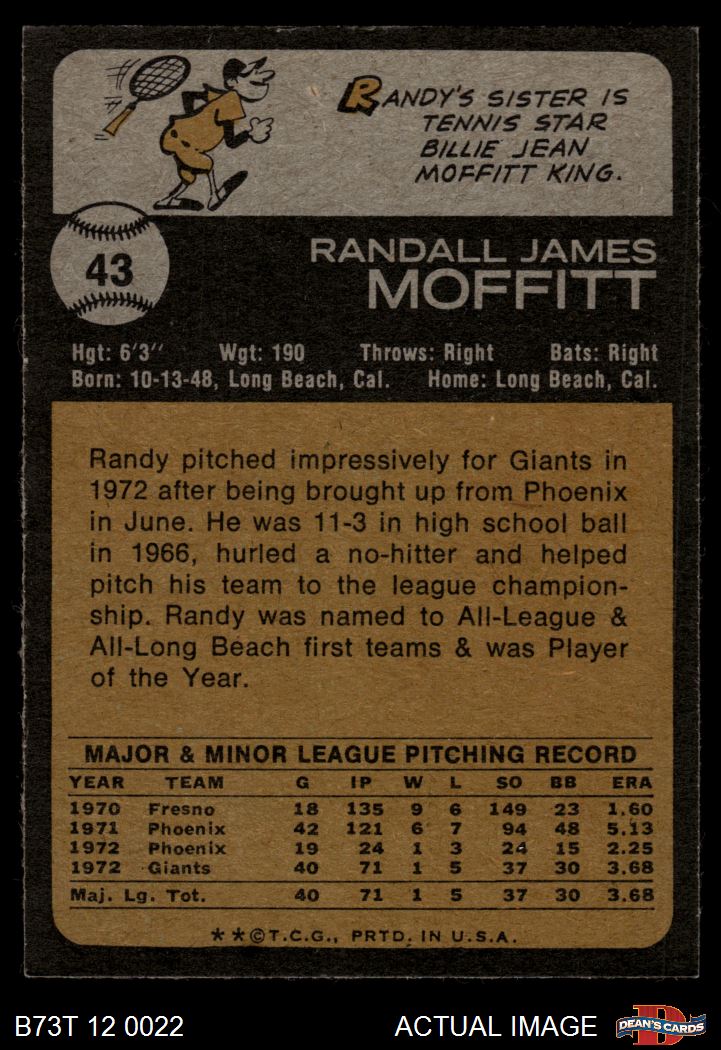 RANDY'S SISTER IS
TENNIS STAR
BILLIE JEAN
MOFFITT KING.
43
RANDALL JAMES
MOFFITT
Hgt: 6'3'' Wgt: 190 Throws: Right Bats: Right
Born: 10-13-48, Long Beach, Cal. Home: Long Beach, Cal.
Randy pitched impressively for Giants in
1972 after being brought up from Phoenix
in June. He was 11-3 in high school ball
in 1966, hurled a no-hitter and helped
pitch his team to the league champion-
ship. Randy was named to All-League &
All-Long Beach first teams & was Player
of the Year.
MAJOR & MINOR LEAGUE PITCHING RECORD
YEAR TEAM G IP W L SO BB ERA
1970 Fresno 18 135 9 6 149 23 1.60
1971 Phoenix 42 121 6 7 94 48 5.13
1972 Phoenix 19 24 1 3 24 15 2.25
1972 Giants 40 71 1 5 37 30 3.68
Maj. Lg. Tot. 40 71 1 5 37 30 3.68
**©T.C.G., PRTD. IN U.S.A.
B73T 12 0022 ACTUAL IMAGE
D
DEAN'S CARDS